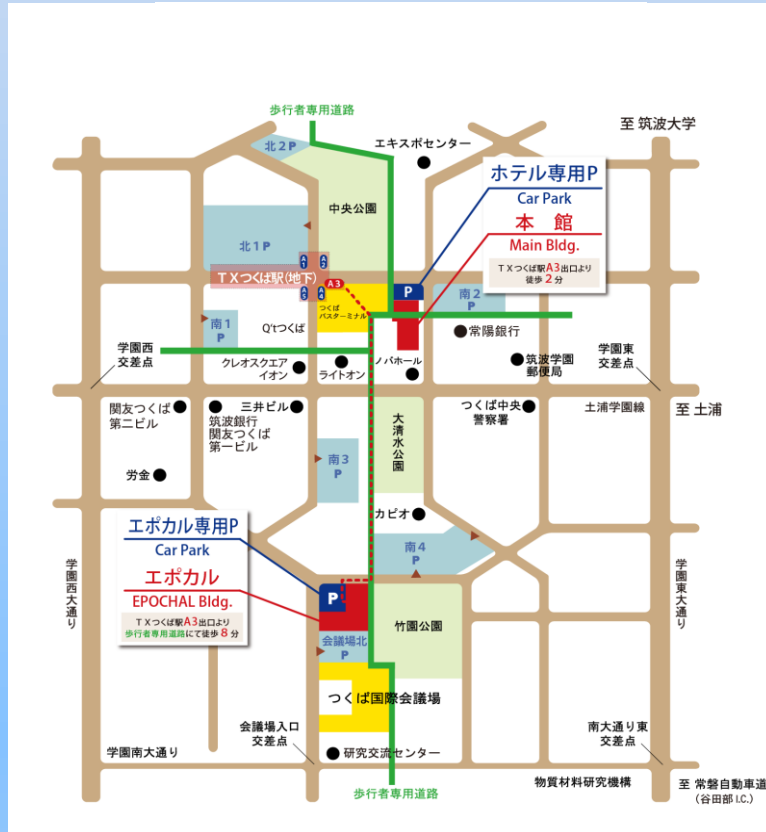 歩行者専用道路
至 筑波大学
北2P
エキスポセンター
ホテル専用P
Car Park
本 館
Main Bldg.
TXつくば駅A3出口より
徒歩2分
中央公園
北1P
A1
A2
TXつくば駅(地下)
A3
A5
A4
P
つくば
バスターミナル
南2
P
南1
P
Q'tつくば
常陽銀行
学園西
交差点
クレオスクエア
イオン
ライトオン
ノバホール
筑波学園
郵便局
学園東
交差点
関友つくば
第二ビル
三井ビル
筑波銀行
関友つくば
第一ビル
大清水公園
つくば中央
警察署
土浦学園線
至 土浦
労金
南3
P
カピオ
エポカル専用P
Car Park
エポカル
EPOCHAL Bldg.
TXつくば駅A3出口より
歩行者専用道路にて徒歩8分
南4
P
学園西大通り
学園東大通り
P
竹園公園
会議場北
P
つくば国際会議場
会議場入口
交差点
南大通り東
交差点
学園南大通り
研究交流センター
物質材料研究機構
至 常磐自動車道
(谷田部I.C.)
歩行者専用道路